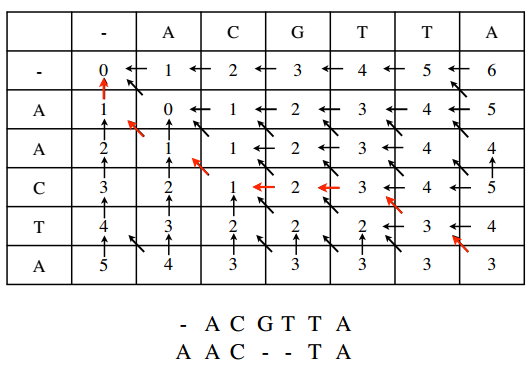 - A C G T T A
- 0 1 2 3 4 5 6
A 1 0 1 2 3 4 5
A 2 1 1 2 3 4 4
C 3 2 1 2 3 4 5
T 4 3 2 2 2 3 4
A 5 4 3 3 3 3 3
- A C G T T A
A A C - - T A